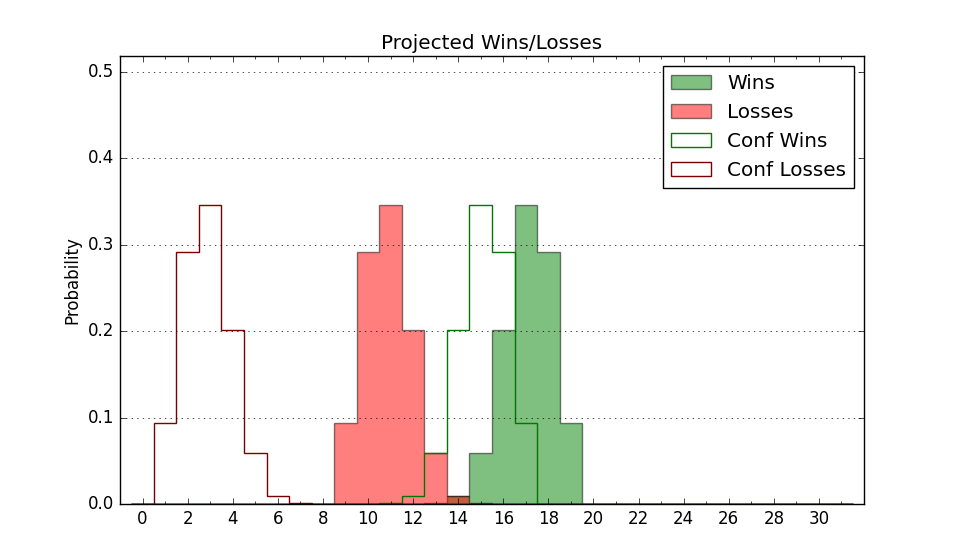 Projected Wins/Losses
0.5
0.4
0.3
0.2
0.1
0.0
Probability
Wins
Losses
Conf Wins
Conf Losses
0 2 4 6 8 10 12 14 16 18 20 22 24 26 28 30